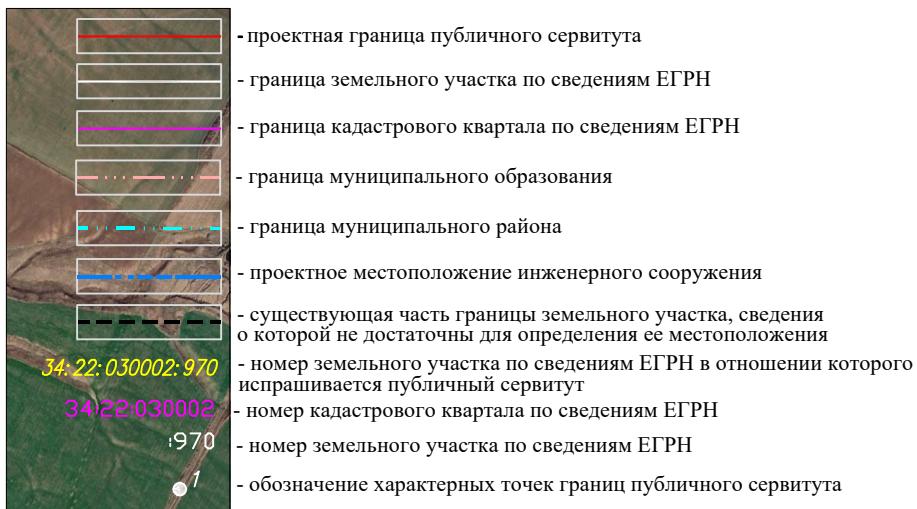 - проектная граница публичного сервитута
- граница земельного участка по сведениям ЕГРН
- граница кадастрового квартала по сведениям ЕГРН
- граница муниципального образования
- граница муниципального района
- проектное местоположение инженерного сооружения
- существующая часть границы земельного участка, сведения
о которой не достаточны для определения ее местоположения
34:22:030002:970 - номер земельного участка по сведениям ЕГРН в отношении которого
испрашивается публичный сервитут
34:22:030002 - номер кадастрового квартала по сведениям ЕГРН
:970 - номер земельного участка по сведениям ЕГРН
1 - обозначение характерных точек границ публичного сервитута